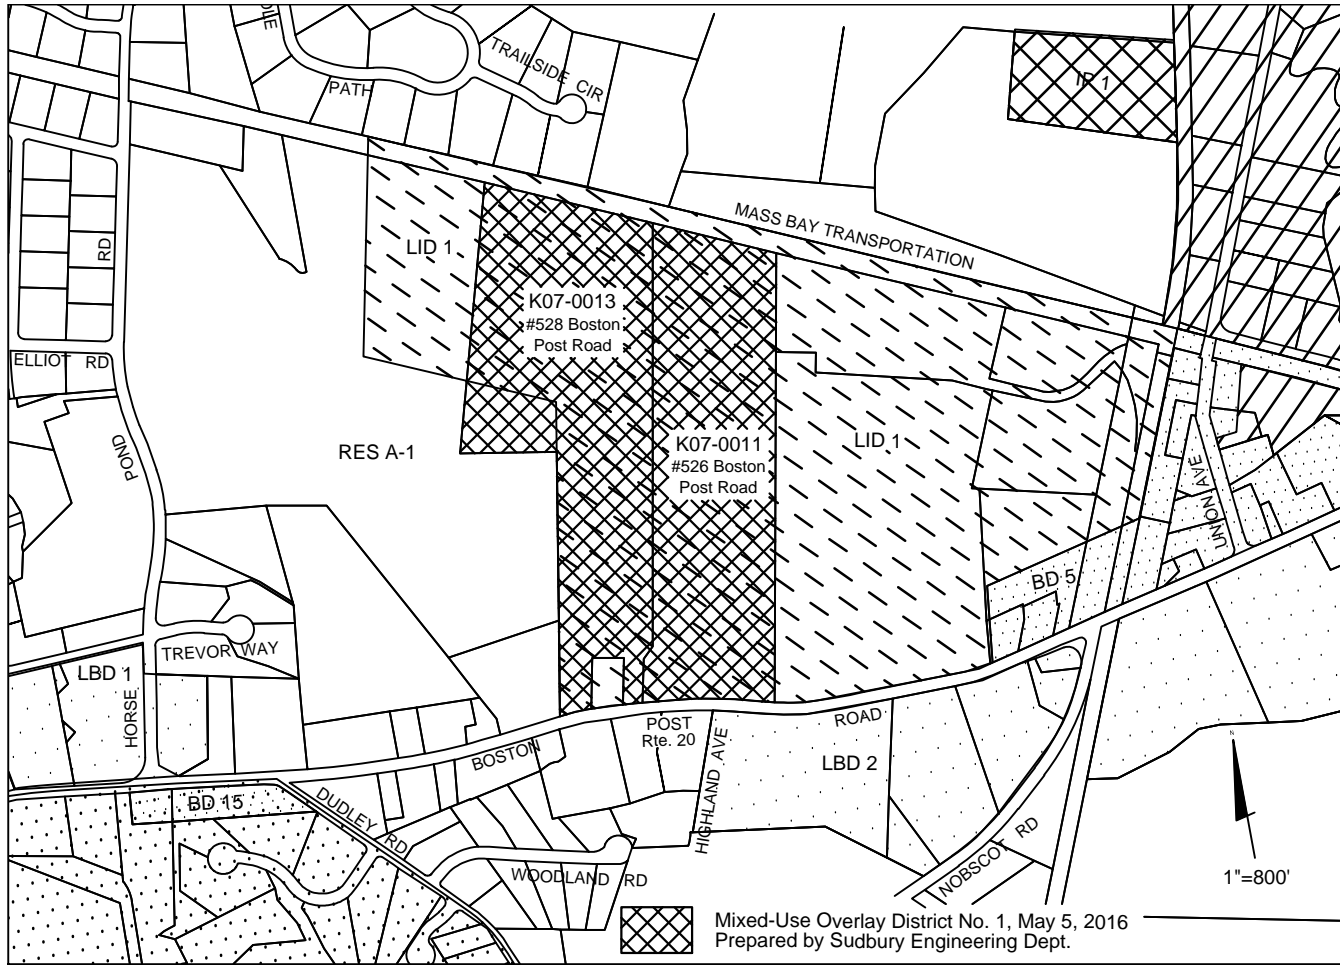 DLE
PATH
TRAILSIDE CIR
MASS BAY TRANSPORTATION
LID 1
K07-0013
#528 Boston
Post Road
RD
ELLIOT RD
POND
RES A-1
K07-0011
#526 Boston
Post Road
LID 1
UNION AVE
BD 5
TREVOR WAY
LBD 1
HORSE
BOSTON
POST
Rte. 20
ROAD
HIGHLAND AVE
LBD 2
BD 15
DUDLEY RD
WOODLAND RD
NOBSCOT RD
N
1"=800'
Mixed-Use Overlay District No. 1, May 5, 2016
Prepared by Sudbury Engineering Dept.